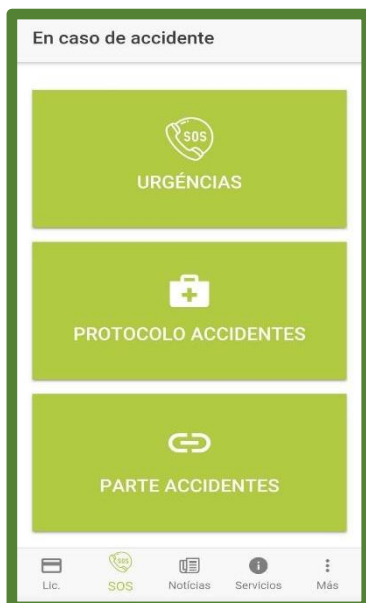 En caso de accidente
SOS
URGÉNCIAS
PROTOCOLO ACCIDENTES
PARTE ACCIDENTES
SOS
Lic. SOS Notícias Servicios Más